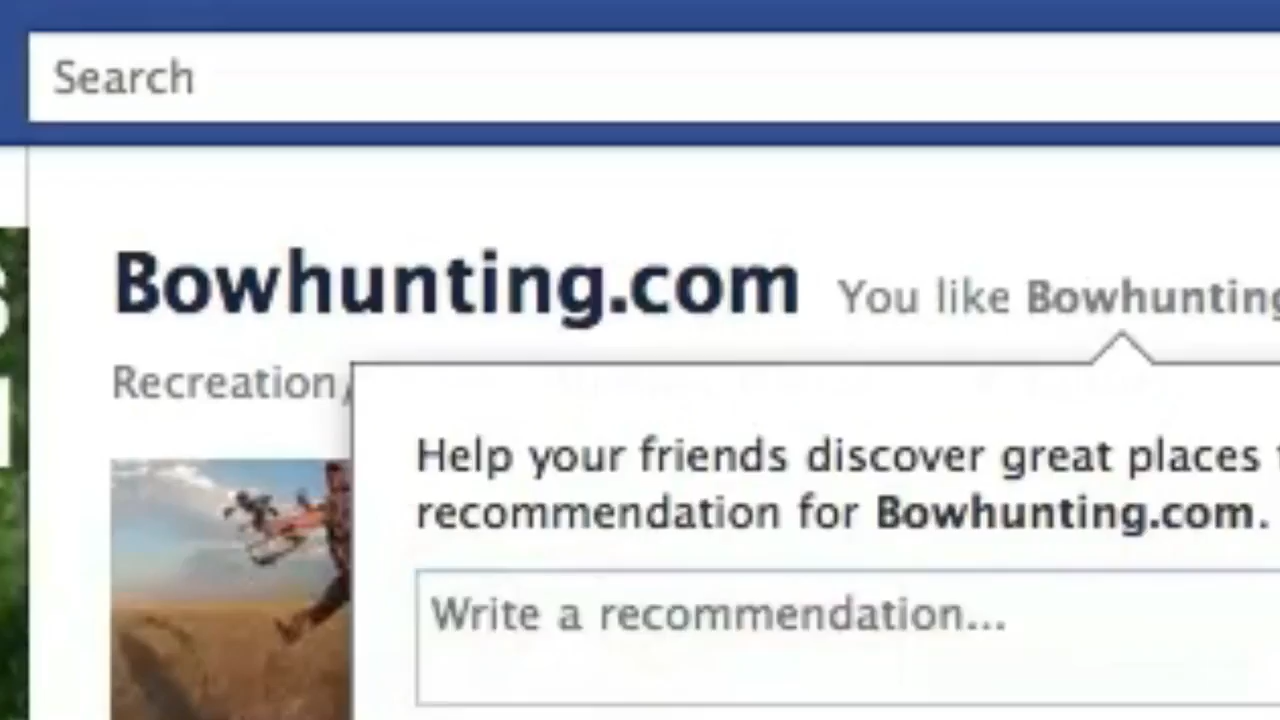 Search
Bowhunting.com You like Bowhunting
Recreation
Help your friends discover great places
recommendation for Bowhunting.com.
Write a recommendation...